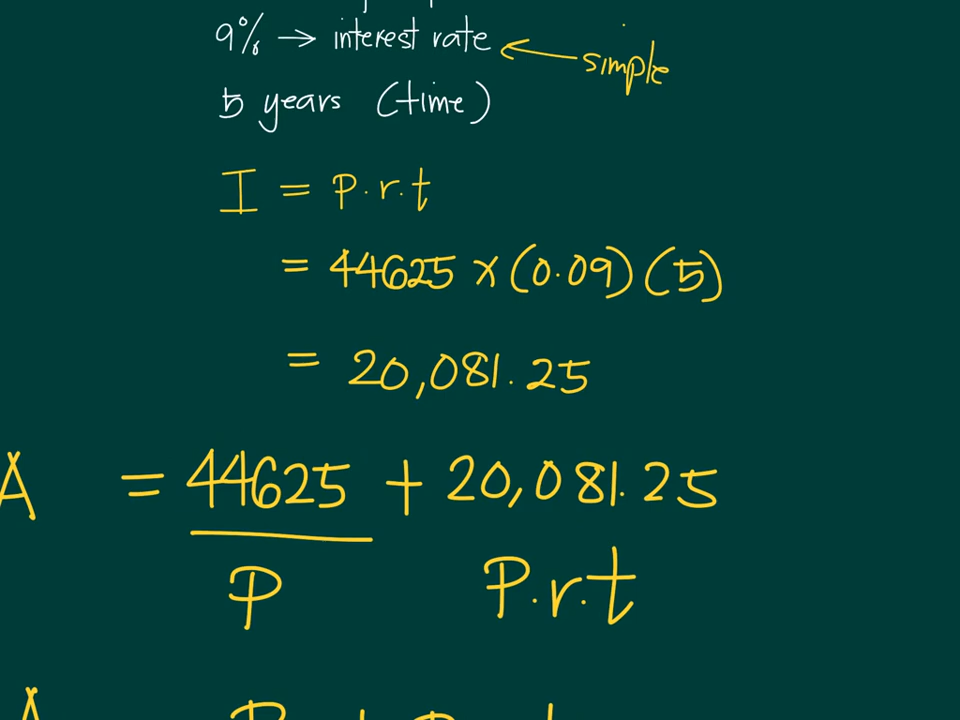 9% → interest rate ← simple
5 years (time)
I = p.r.t
= 44625 × (0.09) (5)
= 20,081.25
A = 44625 + 20,081.25
P P.r.t